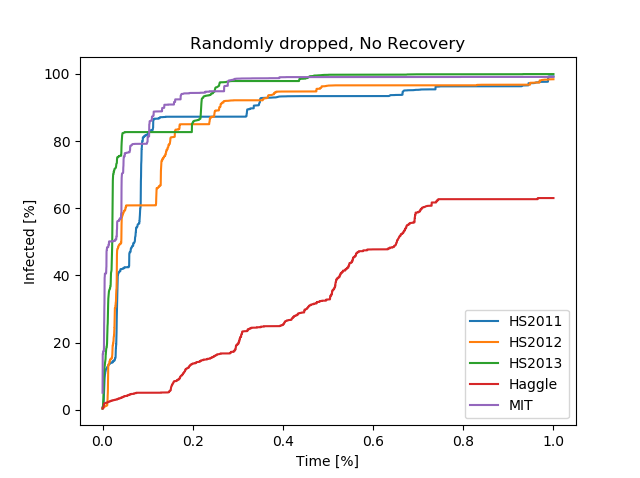 Randomly dropped, No Recovery
Infected [%]
100
80
60
40
20
0
0.0 0.2 0.4 0.6 0.8 1.0
Time [%]
HS2011
HS2012
HS2013
Haggle
MIT